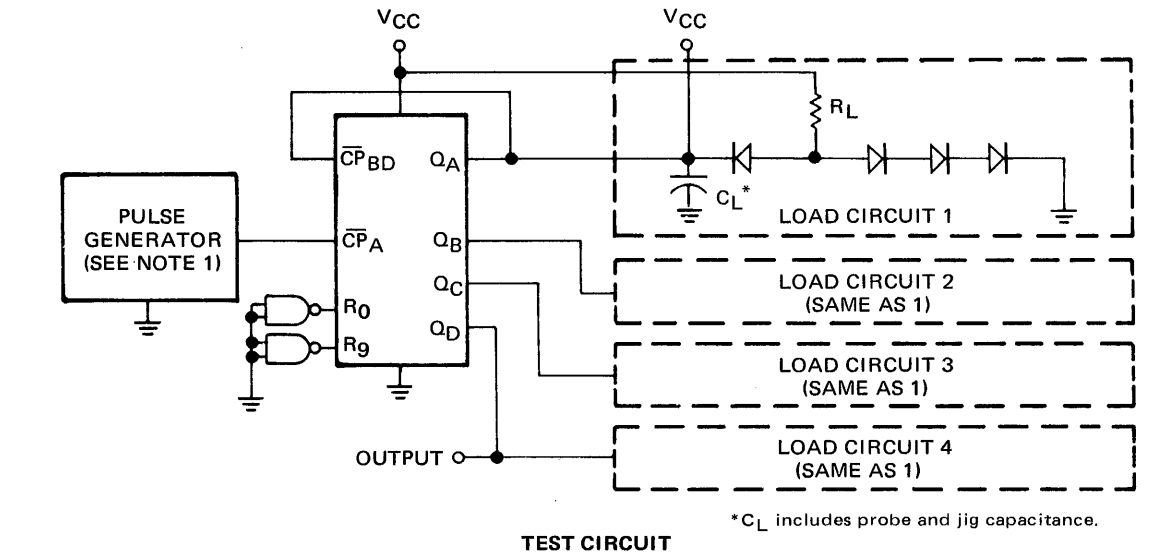 VCC
VCC
RL
CPBD
QA
CL*
LOAD CIRCUIT 1
PULSE
GENERATOR
(SEE NOTE 1)
CPA
QB
QC
QD
R0
R9
LOAD CIRCUIT 2
(SAME AS 1)
LOAD CIRCUIT 3
(SAME AS 1)
OUTPUT
LOAD CIRCUIT 4
(SAME AS 1)
*CL includes probe and jig capacitance.
TEST CIRCUIT